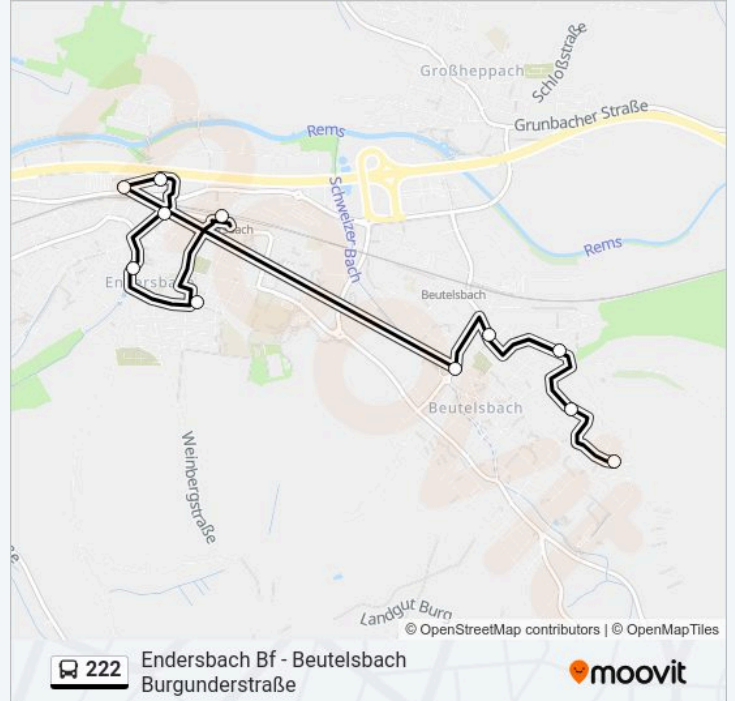 Großheppach
Schloßstraße
Grunbacher Straße
Rems
Schweizer Bach
Rems
Beutelsbach
Beutelsbach
Weinbergstraße
Landgut Burg
© OpenStreetMap contributors | © OpenMapTiles
222
Endersbach Bf - Beutelsbach
Burgunderstraße
moovit